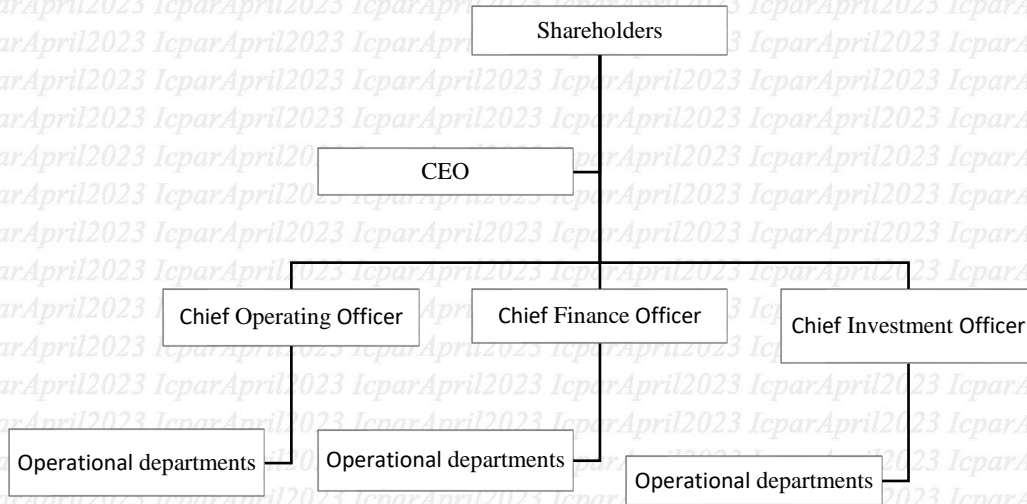 Shareholders
CEO
Chief Operating Officer
Chief Finance Officer
Chief Investment Officer
Operational departments
Operational departments
Operational departments